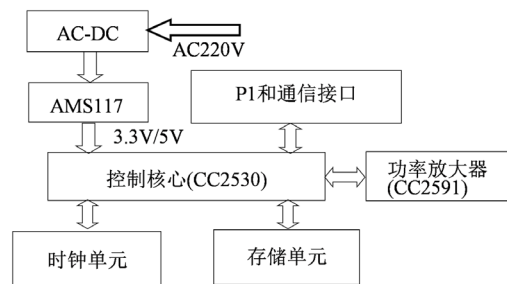 AC-DC
AC220V
AMS117
P1和通信接口
3.3V/5V
控制核心(CC2530)
功率放大器
(CC2591)
时钟单元
存储单元